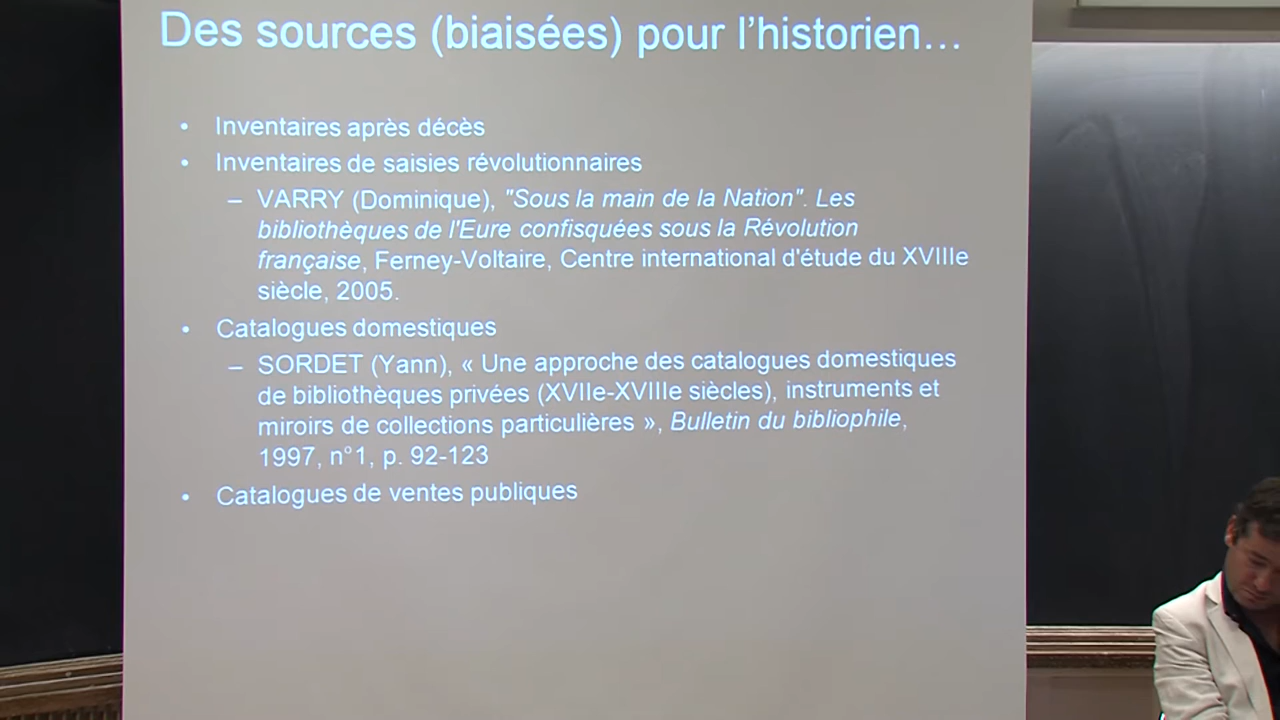 Des sources (biaisées) pour l’historien…
• Inventaires après décès
• Inventaires de saisies révolutionnaires
– VARRY (Dominique), "Sous la main de la Nation". Les
bibliothèques de l'Eure confisquées sous la Révolution
française, Ferney-Voltaire, Centre international d'étude du XVIIIe
siècle, 2005.
• Catalogues domestiques
– SORDET (Yann), « Une approche des catalogues domestiques
de bibliothèques privées (XVIIe-XVIIIe siècles), instruments et
miroirs de collections particulières », Bulletin du bibliophile,
1997, n°1, p. 92-123
• Catalogues de ventes publiques